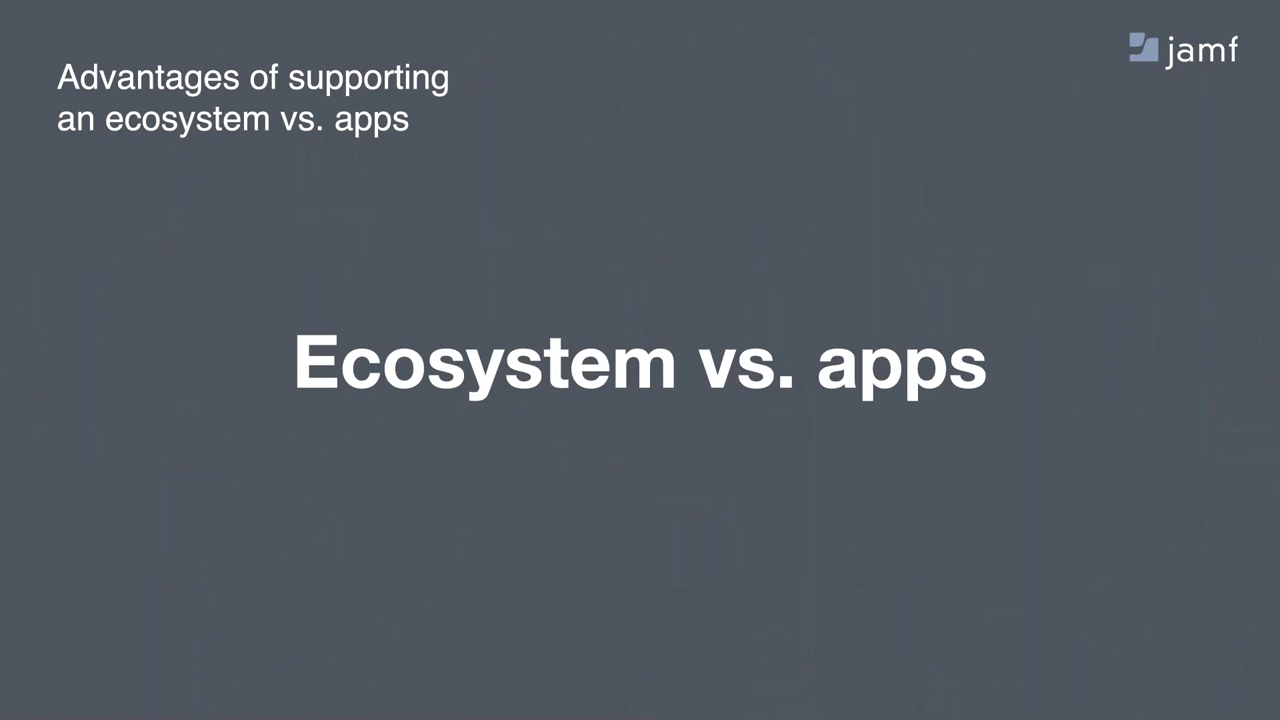 Advantages of supporting
an ecosystem vs. apps
jamf
Ecosystem vs. apps